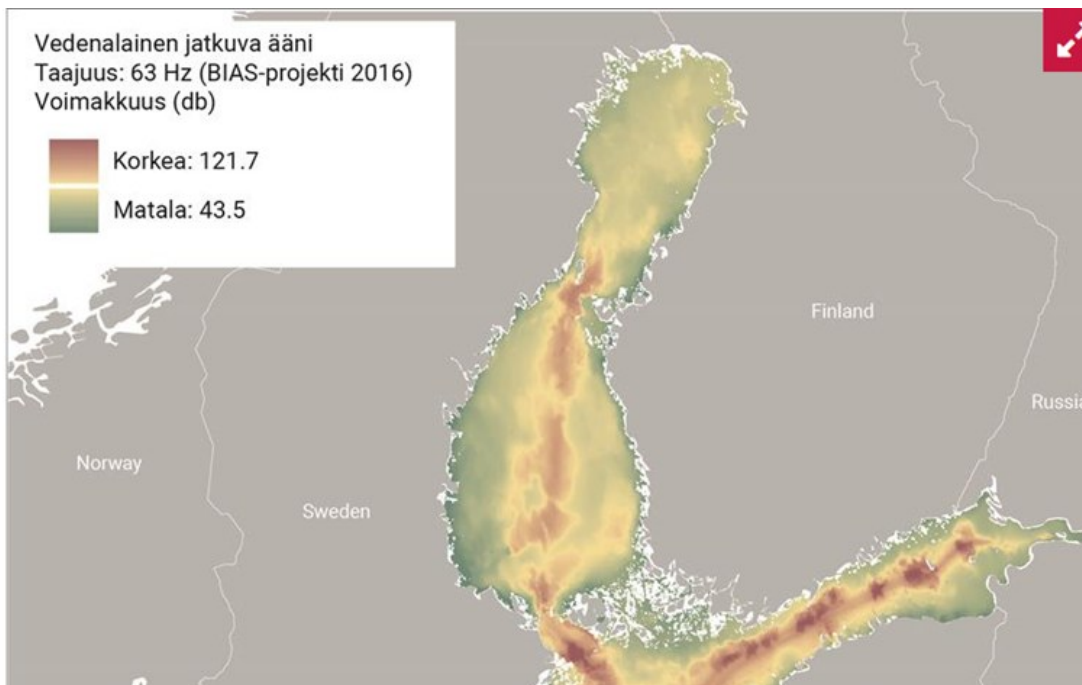 Vedenalainen jatkuva ääni
Taajuus: 63 Hz (BIAS-projekti 2016)
Voimakkuus (db)
Korkea: 121.7
Matala: 43.5
Finland
Russia
Norway
Sweden